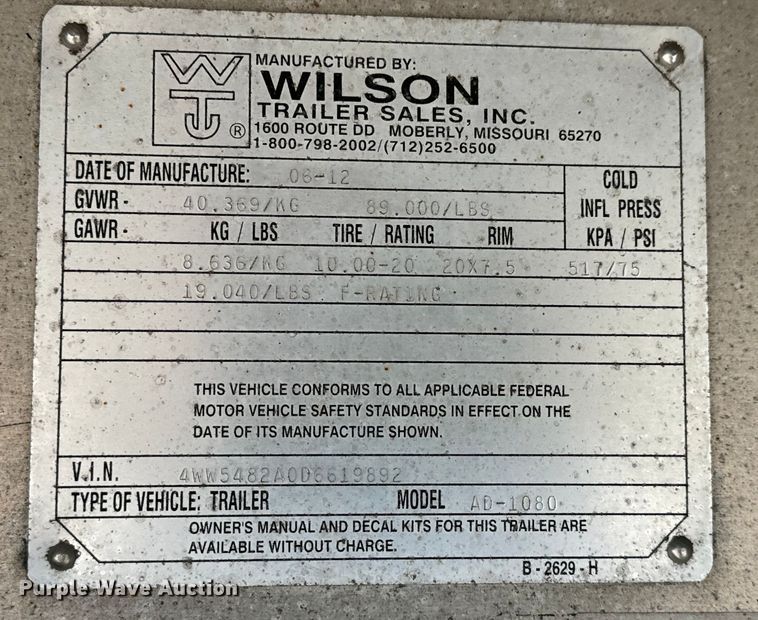 WTJ ®
MANUFACTURED BY:
WILSON
TRAILER SALES, INC.
1600 ROUTE DD MOBERLY, MISSOURI 65270
1-800-798-2002/(712)252-6500
DATE OF MANUFACTURE: 06-12
COLD
GVWR - 40.369/KG 89.000/LBS
INFL PRESS
GAWR - KG / LBS TIRE / RATING RIM KPA / PSI
8.636/KG 10.00-20 20X7.5 517/75
19.040/LBS F-RATING
THIS VEHICLE CONFORMS TO ALL APPLICABLE FEDERAL
MOTOR VEHICLE SAFETY STANDARDS IN EFFECT ON THE
DATE OF ITS MANUFACTURE SHOWN.
V.I.N. 4WW5482A0D6619892
TYPE OF VEHICLE: TRAILER MODEL AD-1080
OWNER'S MANUAL AND DECAL KITS FOR THIS TRAILER ARE
AVAILABLE WITHOUT CHARGE.
B - 2629 - H
Purple Wave Auction